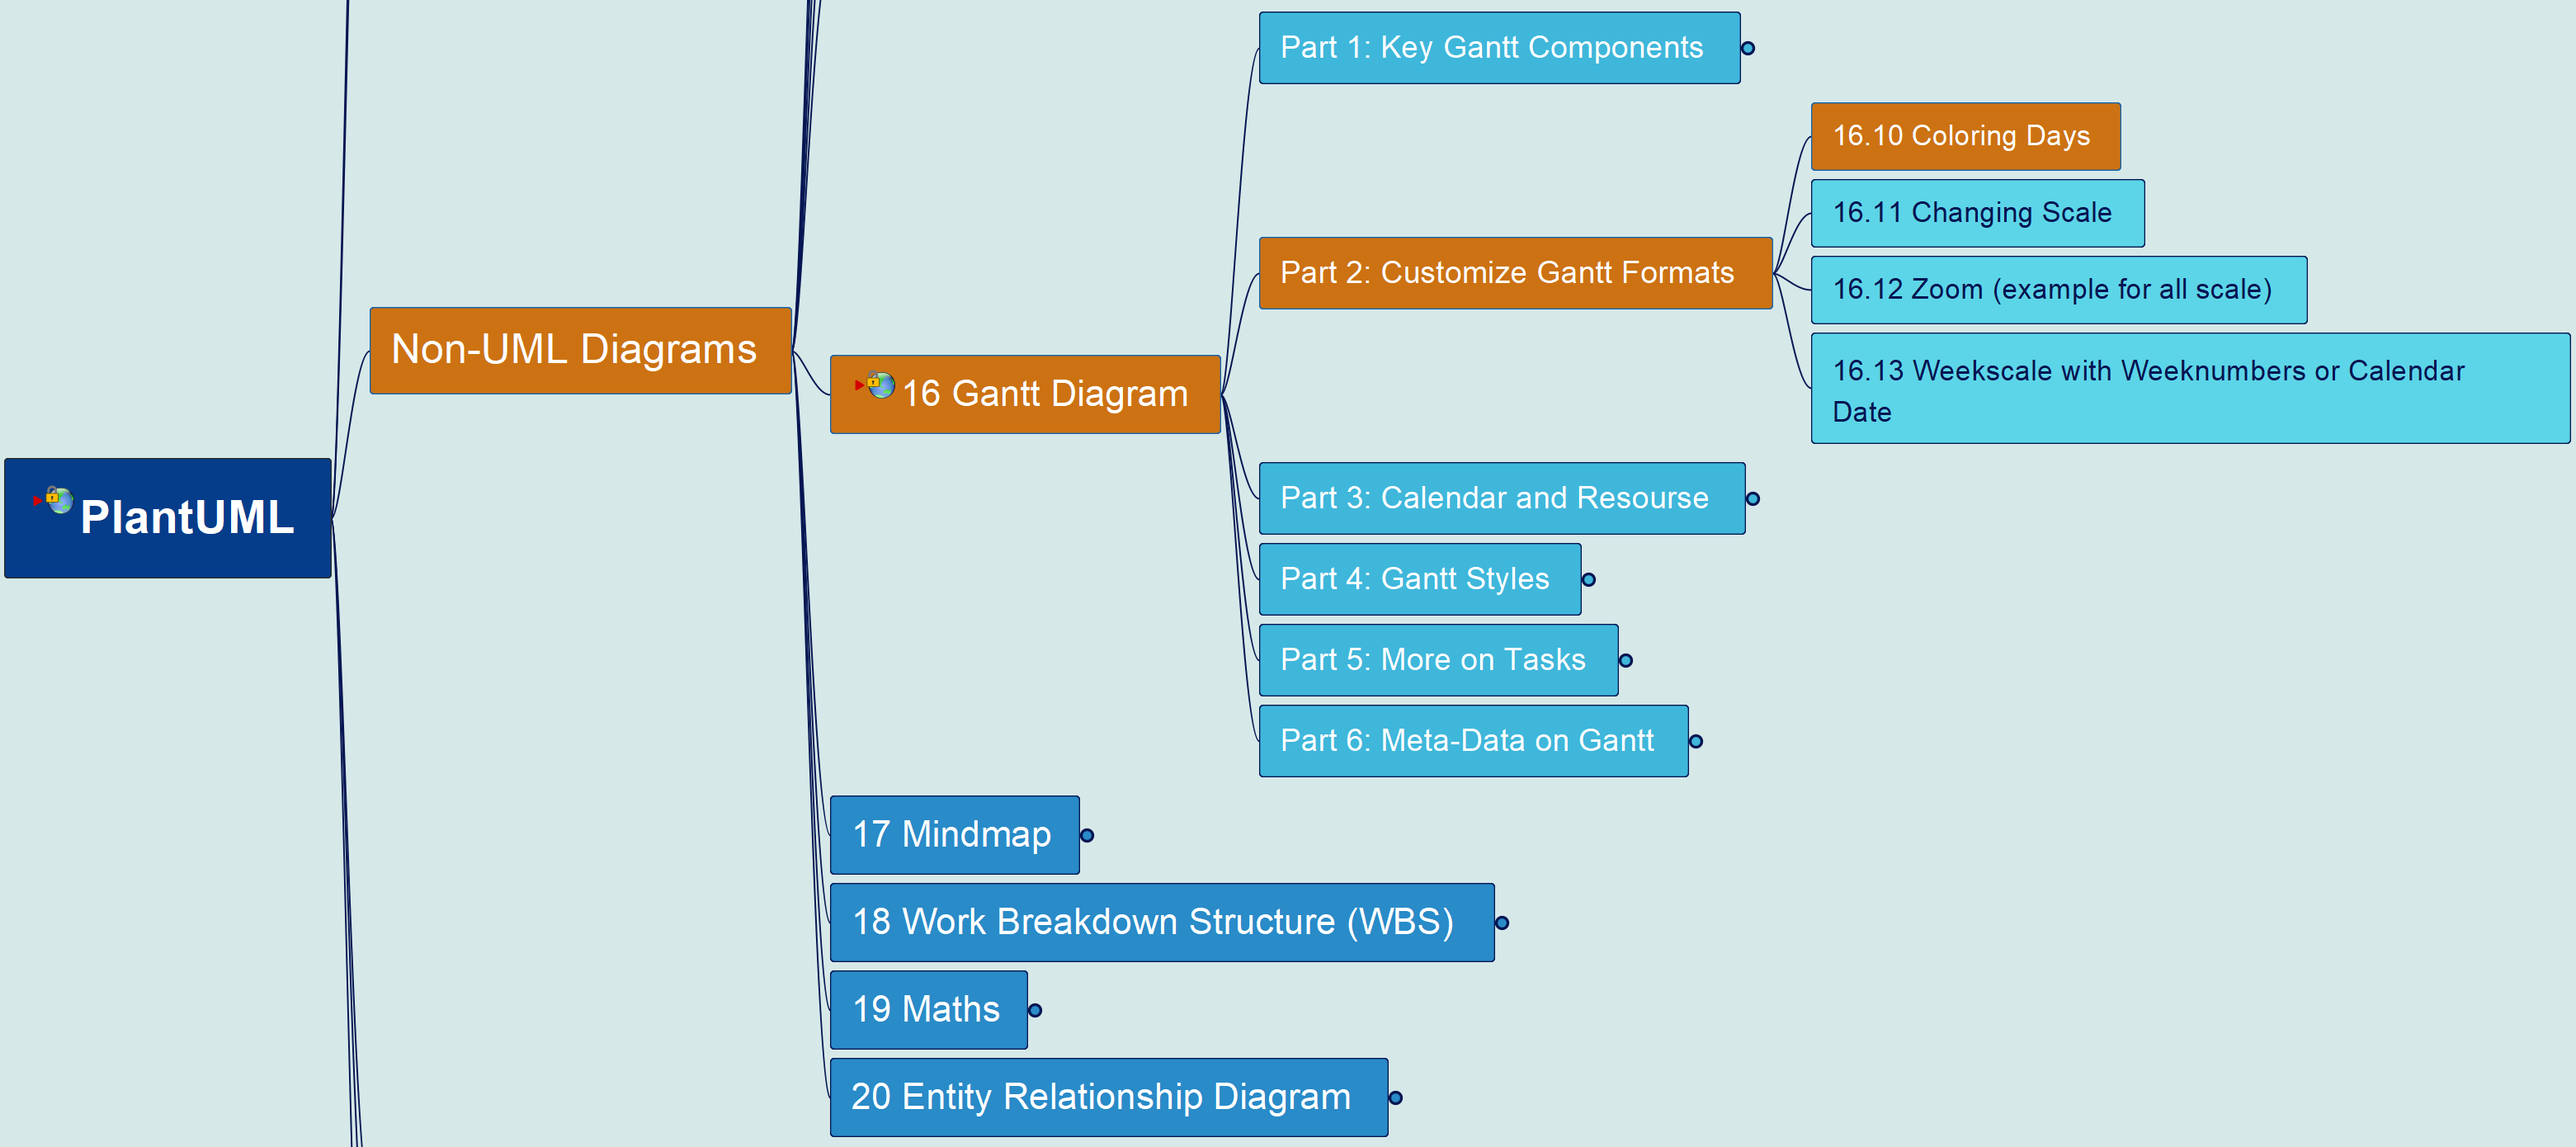 PlantUML
Non-UML Diagrams
16 Gantt Diagram
Part 1: Key Gantt Components
Part 2: Customize Gantt Formats
16.10 Coloring Days
16.11 Changing Scale
16.12 Zoom (example for all scale)
16.13 Weekscale with Weeknumbers or Calendar
Date
Part 3: Calendar and Resourse
Part 4: Gantt Styles
Part 5: More on Tasks
Part 6: Meta-Data on Gantt
17 Mindmap
18 Work Breakdown Structure (WBS)
19 Maths
20 Entity Relationship Diagram